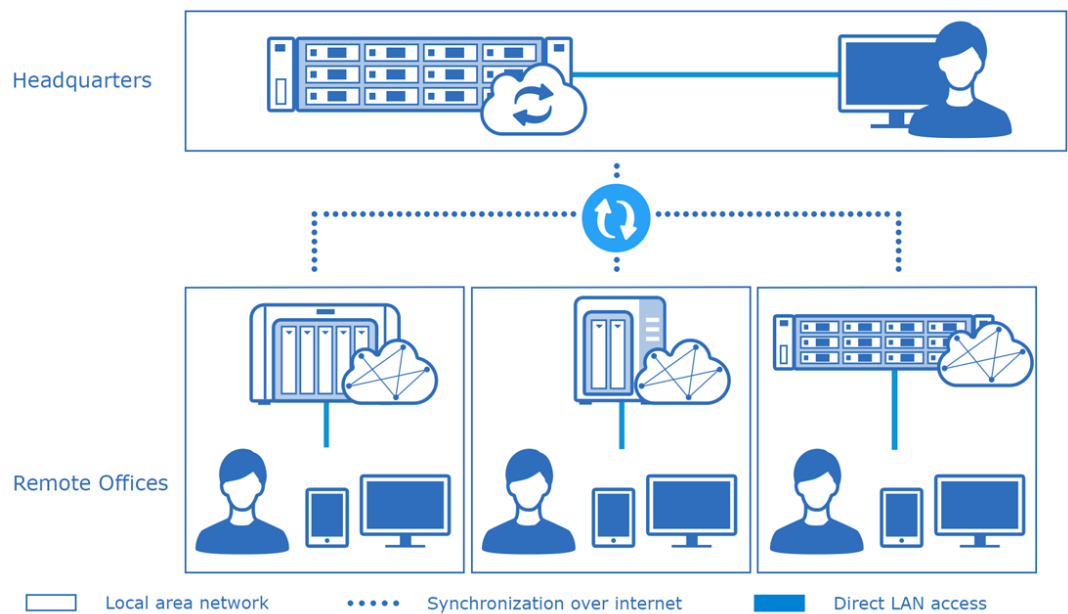 Headquarters
Remote Offices
Local area network
Synchronization over internet
Direct LAN access